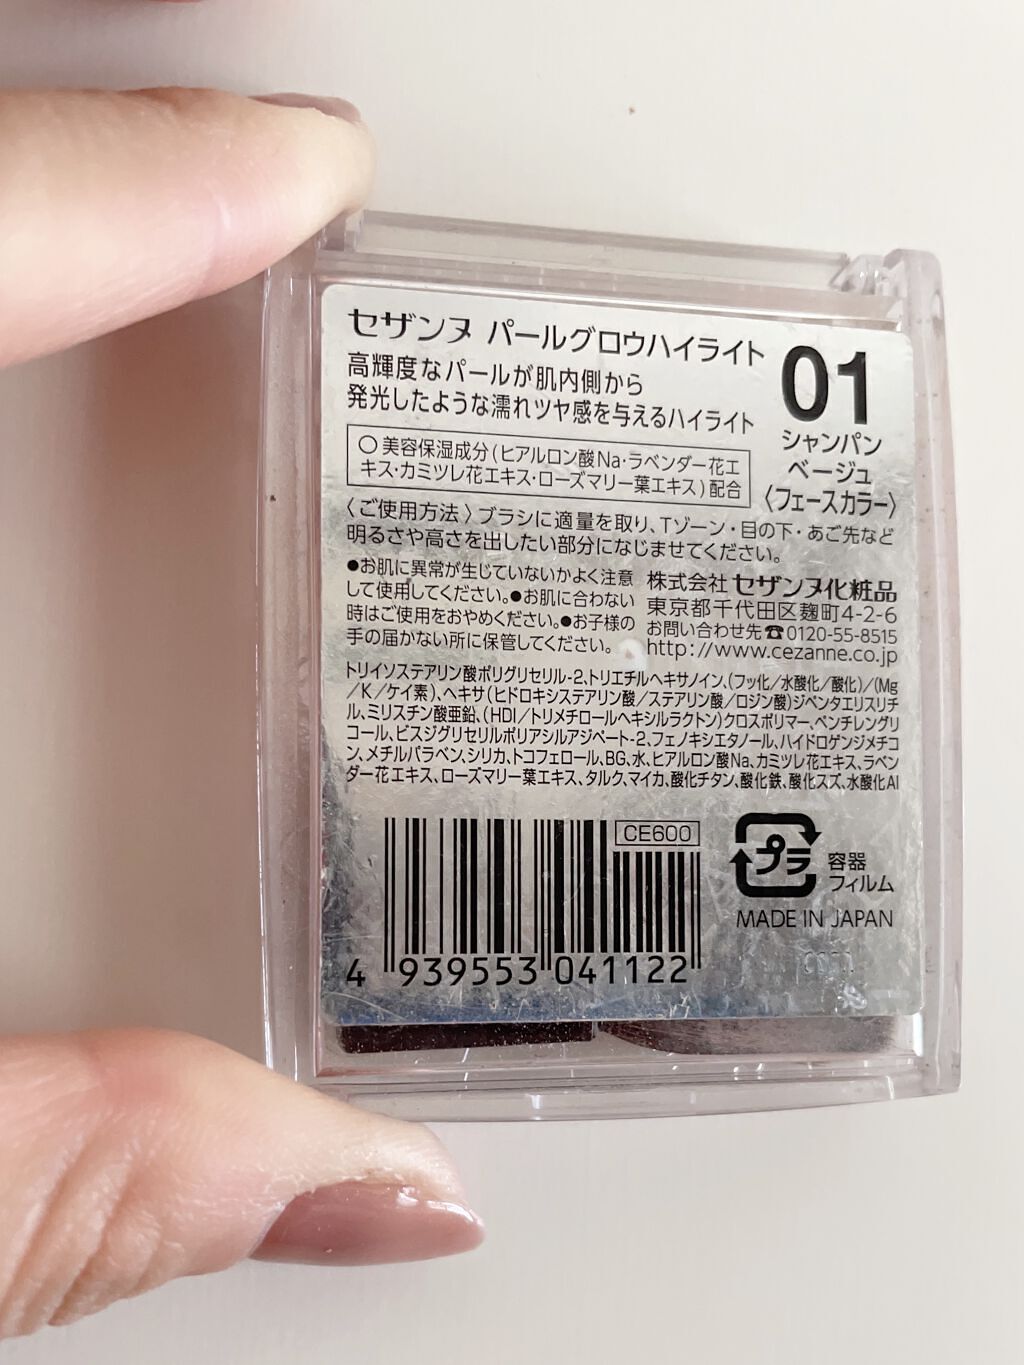 セザンヌ パールグロウハイライト
高輝度なパールが肌内側から
発光したような濡れツヤ感を与えるハイライト
01
シャンパン
ベージュ
〈フェースカラー〉
○美容保湿成分(ヒアルロン酸Na・ラベンダー花エ
キス・カミツレ花エキス・ローズマリー葉エキス)配合
〈ご使用方法〉ブラシに適量を取り、Tゾーン・目の下・あご先など
明るさや高さを出したい部分になじませてください。
●お肌に異常が生じていないかよく注意
して使用してください。●お肌に合わない
時はご使用をおやめください。●お子様の
手の届かない所に保管してください。
株式会社 セザンヌ化粧品
東京都千代田区麹町4-2-6
お問い合わせ先☎0120-55-8515
http://www.cezanne.co.jp
トリイソステアリン酸ポリグリセリル-2、トリエチルヘキサノイン、(フッ化/水酸化/酸化)/(Mg
/K/ケイ素)、ヘキサ(ヒドロキシステアリン酸/ステアリン酸/ロジン酸)ジペンタエリスリチ
ル、ミリスチン酸亜鉛、(HDI/トリメチロールヘキシルラクトン)クロスポリマー、ペンチレングリ
コール、ビスジグリセリルポリアシルアジペート-2、フェノキシエタノール、ハイドロゲンジメチコ
ン、メチルパラベン、シリカ、トコフェロール、BG、水、ヒアルロン酸Na、カミツレ花エキス、ラベン
ダー花エキス、ローズマリー葉エキス、タルク、マイカ、酸化チタン、酸化鉄、酸化スズ、水酸化Al
CE600
4 939553 041122
プラ
容器
フィルム
MADE IN JAPAN